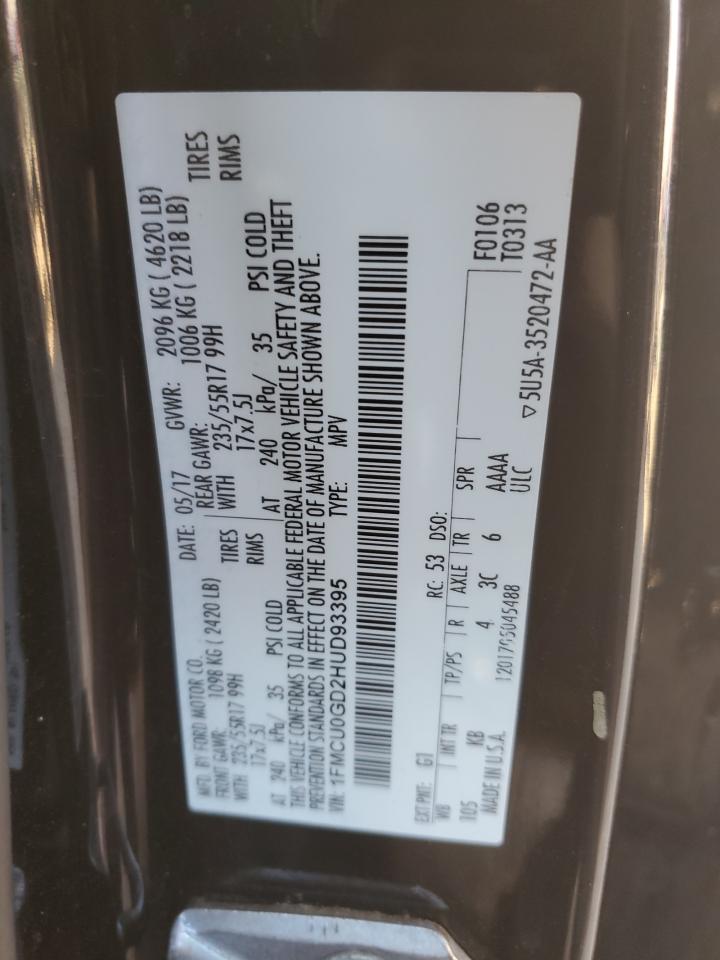 MFD. BY FORD MOTOR CO. DATE: 05/17 GVWR: 2096 KG ( 4620 LB)
FRONT GAWR: 1098 KG ( 2420 LB) REAR GAWR: 1006 KG ( 2218 LB)
WITH 235/55R17 99H TIRES WITH 235/55R17 99H TIRES
17x7.5J RIMS 17x7.5J RIMS
AT 240 kPa/ 35 PSI COLD AT 240 kPa/ 35 PSI COLD
THIS VEHICLE CONFORMS TO ALL APPLICABLE FEDERAL MOTOR VEHICLE SAFETY AND THEFT
PREVENTION STANDARDS IN EFFECT ON THE DATE OF MANUFACTURE SHOWN ABOVE.
VIN: 1FMCU0GD2HUD93395 TYPE: MPV
EXT PNT: G1 RC: 53 DSO: F0106
WB INT TR TP/PS R AXLE TR SPR T0313
105 KB 4 3C 6 AAAA
MADE IN U.S.A. 1201705045488 ULC ▽5U5A-3520472-AA